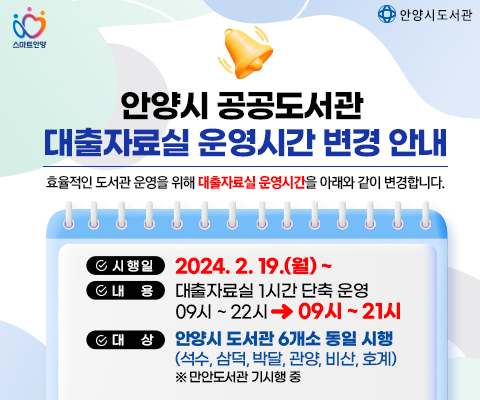 스마트안양
안양시도서관
안양시 공공도서관
대출자료실 운영시간 변경 안내
효율적인 도서관 운영을 위해 대출자료실 운영시간을 아래와 같이 변경합니다.
시행일 2024. 2. 19.(월) ~
내 용 대출자료실 1시간 단축 운영
09시 ~ 22시 → 09시 ~ 21시
대 상 안양시 도서관 6개소 동일 시행
(석수, 삼덕, 박달, 관양, 비산, 호계)
※ 만안도서관 기시행 중